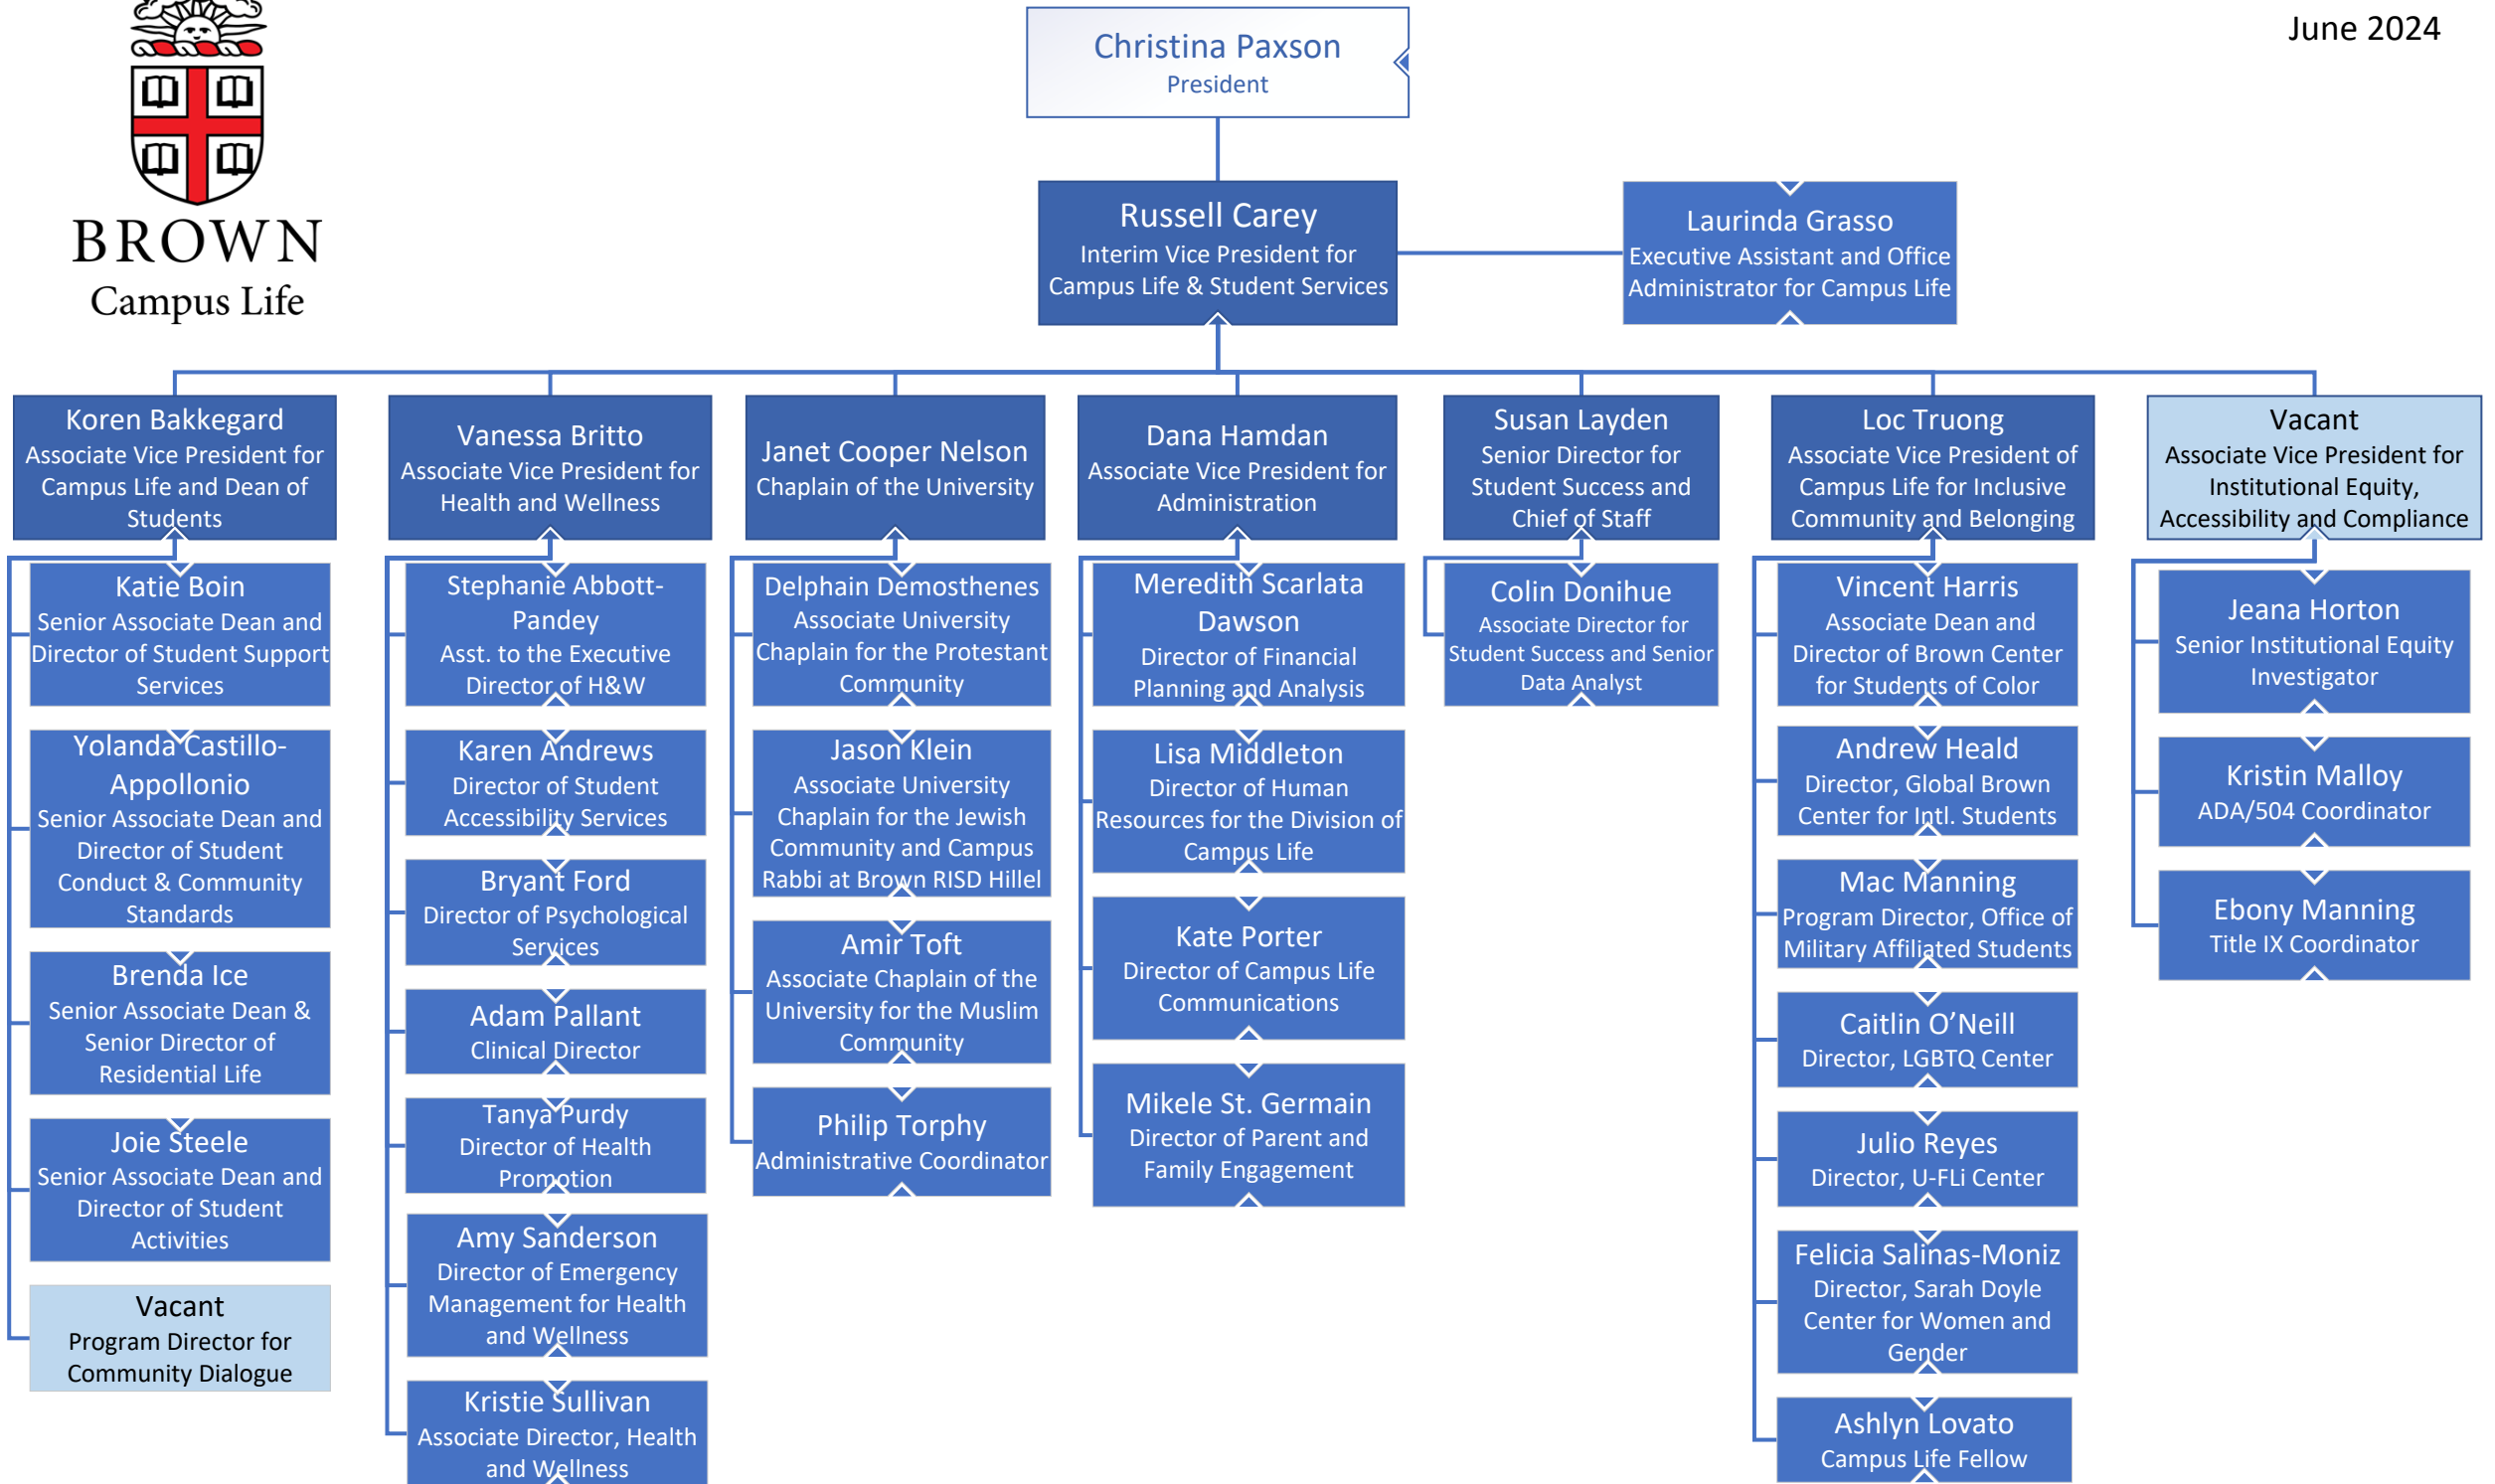 June 2024
BROWN
Campus Life
Christina Paxson
President
Russell Carey
Interim Vice President for
Campus Life & Student Services
Laurinda Grasso
Executive Assistant and Office
Administrator for Campus Life
Koren Bakkegard
Associate Vice President for
Campus Life and Dean of
Students
Katie Boin
Senior Associate Dean and
Director of Student Support
Services
Yolanda Castillo-
Appollonio
Senior Associate Dean and
Director of Student
Conduct & Community
Standards
Brenda Ice
Senior Associate Dean &
Senior Director of
Residential Life
Joie Steele
Senior Associate Dean and
Director of Student
Activities
Vacant
Program Director for
Community Dialogue
Vanessa Britto
Associate Vice President for
Health and Wellness
Stephanie Abbott-
Pandey
Asst. to the Executive
Director of H&W
Karen Andrews
Director of Student
Accessibility Services
Bryant Ford
Director of Psychological
Services
Adam Pallant
Clinical Director
Tanya Purdy
Director of Health
Promotion
Amy Sanderson
Director of Emergency
Management for Health
and Wellness
Kristie Sullivan
Associate Director, Health
and Wellness
Janet Cooper Nelson
Chaplain of the University
Delphain Demosthenes
Associate University
Chaplain for the Protestant
Community
Jason Klein
Associate University
Chaplain for the Jewish
Community and Campus
Rabbi at Brown RISD Hillel
Amir Toft
Associate Chaplain of the
University for the Muslim
Community
Philip Torphy
Administrative Coordinator
Dana Hamdan
Associate Vice President for
Administration
Meredith Scarlata
Dawson
Director of Financial
Planning and Analysis
Lisa Middleton
Director of Human
Resources for the Division of
Campus Life
Kate Porter
Director of Campus Life
Communications
Mikele St. Germain
Director of Parent and
Family Engagement
Susan Layden
Senior Director for
Student Success and
Chief of Staff
Colin Donihue
Associate Director for
Student Success and Senior
Data Analyst
Loc Truong
Associate Vice President of
Campus Life for Inclusive
Community and Belonging
Vincent Harris
Associate Dean and
Director of Brown Center
for Students of Color
Andrew Heald
Director, Global Brown
Center for Intl. Students
Mac Manning
Program Director, Office of
Military Affiliated Students
Caitlin O’Neill
Director, LGBTQ Center
Julio Reyes
Director, U-FLi Center
Felicia Salinas-Moniz
Director, Sarah Doyle
Center for Women and
Gender
Ashlyn Lovato
Campus Life Fellow
Vacant
Associate Vice President for
Institutional Equity,
Accessibility and Compliance
Jeana Horton
Senior Institutional Equity
Investigator
Kristin Malloy
ADA/504 Coordinator
Ebony Manning
Title IX Coordinator